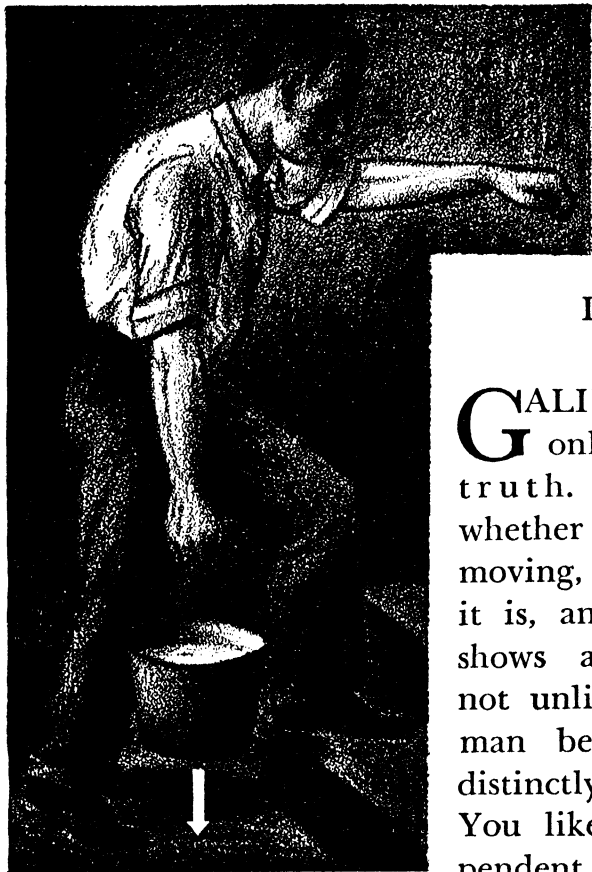 GALI
onl
truth.
whether
moving,
it is, an
shows a
not unli
man be
distinctly
You like
pendent